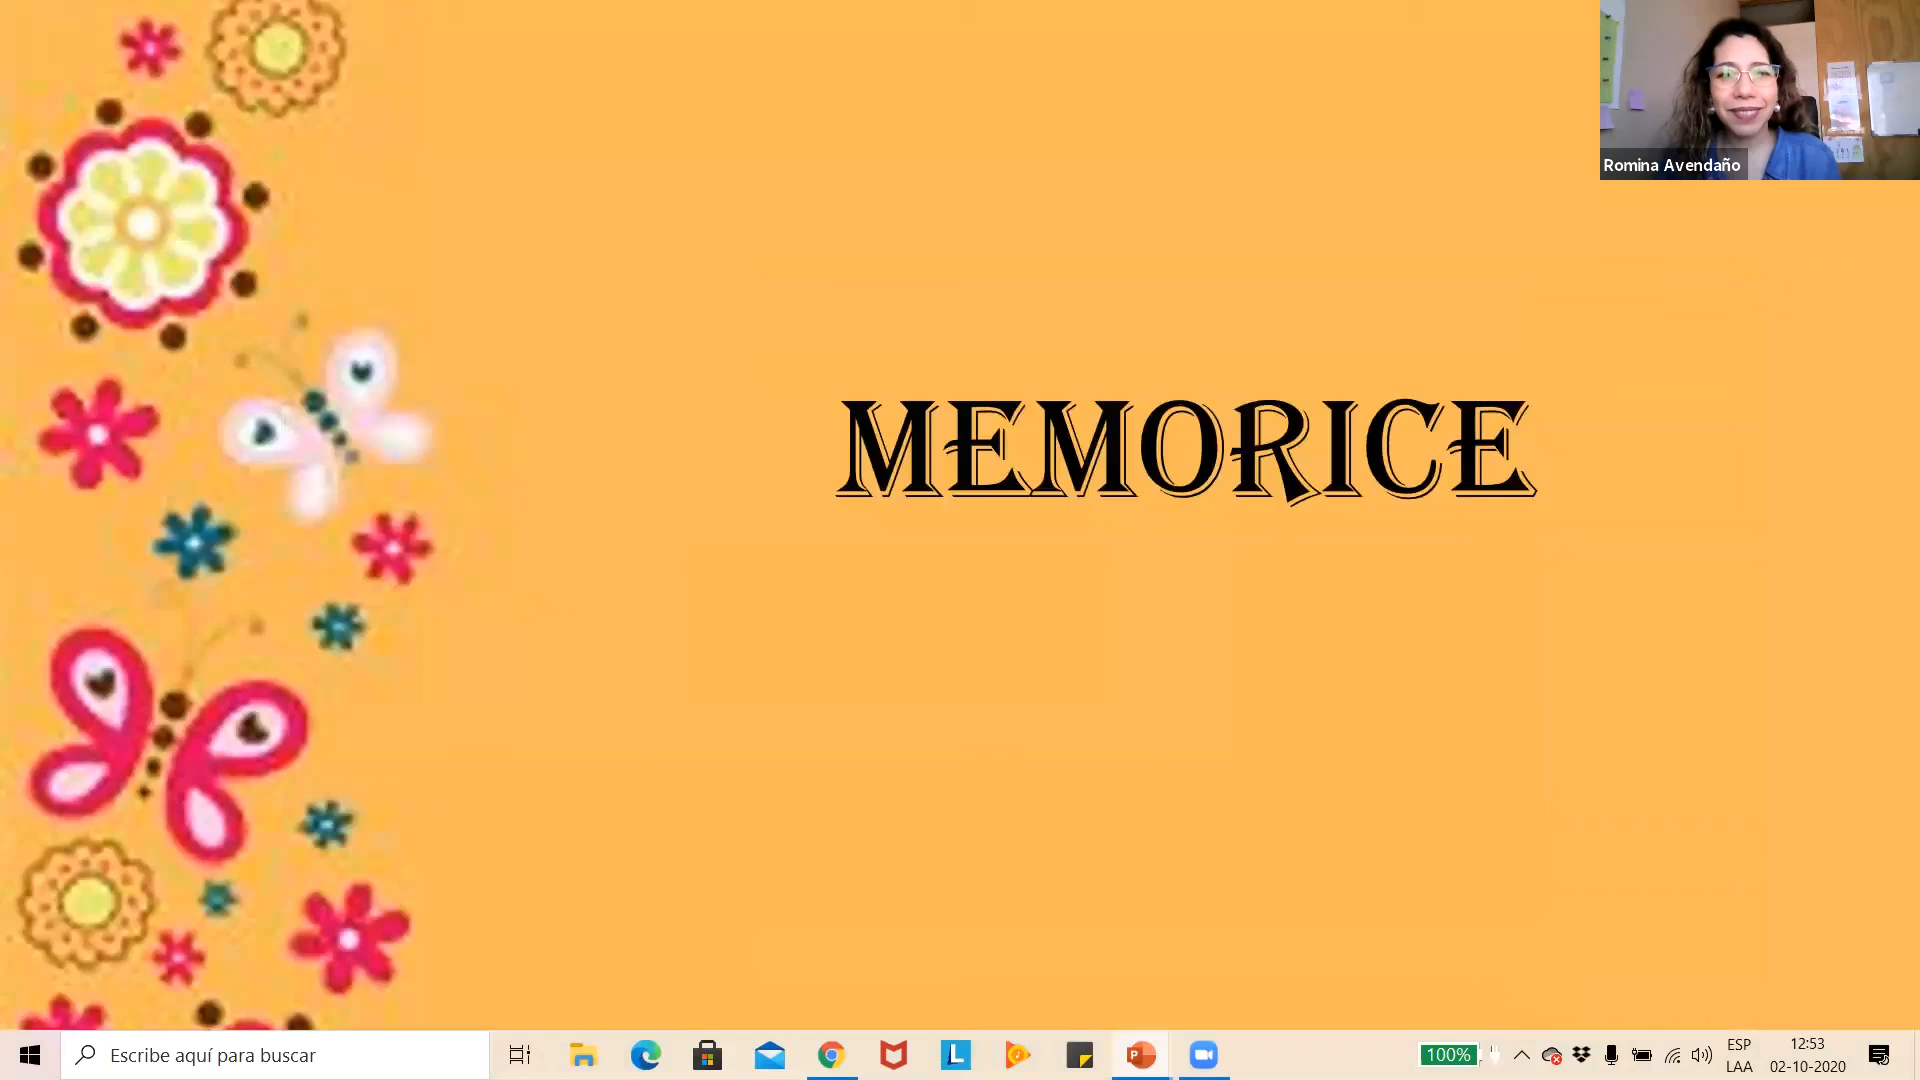 Romina Avendaño
MEMORICE
Escribe aquí para buscar
100%
ESP
LAA
12:53
02-10-2020